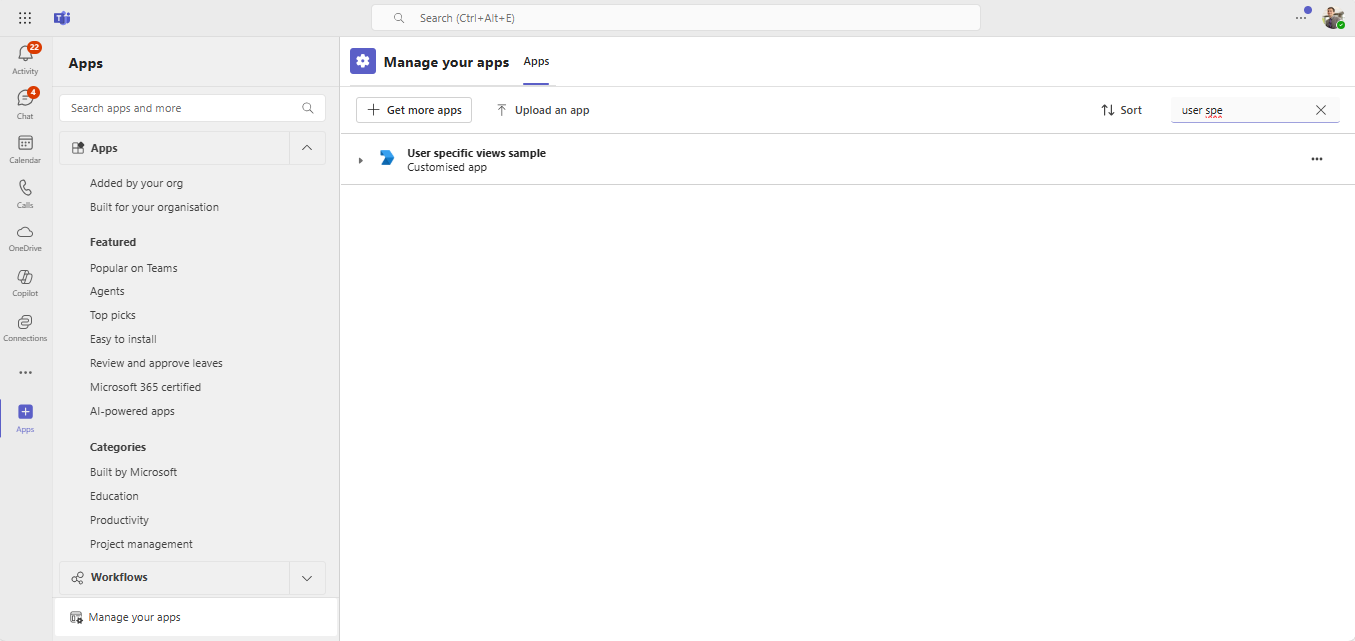 Search (Ctrl+Alt+E)
22
Activity
4
Chat
Calendar
Calls
OneDrive
Copilot
Connections
Apps
Apps
Search apps and more
Apps
Added by your org
Built for your organisation
Featured
Popular on Teams
Agents
Top picks
Easy to install
Review and approve leaves
Microsoft 365 certified
AI-powered apps
Categories
Built by Microsoft
Education
Productivity
Project management
Workflows
Manage your apps
Manage your apps Apps
Get more apps Upload an app Sort user spe
User specific views sample
Customised app